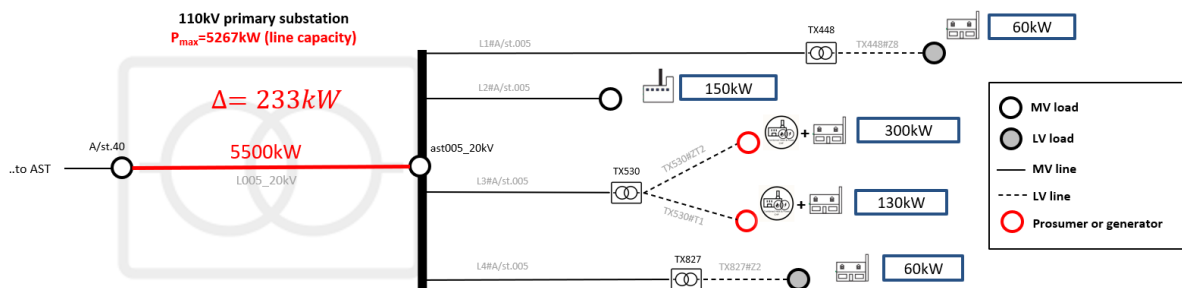 110kV primary substation
P_max=5267kW (line capacity)
Δ= 233kW
5500kW
L005_20kV
A/st.40
..to AST
ast005_20kV
L1#A/st.005
TX448
TX448#Z8
60kW
L2#A/st.005
150kW
L3#A/st.005
TX530
TX530#ZT2
300kW
TX530#T1
130kW
L4#A/st.005
TX827
TX827#Z2
60kW
MV load
LV load
MV line
LV line
Prosumer or generator